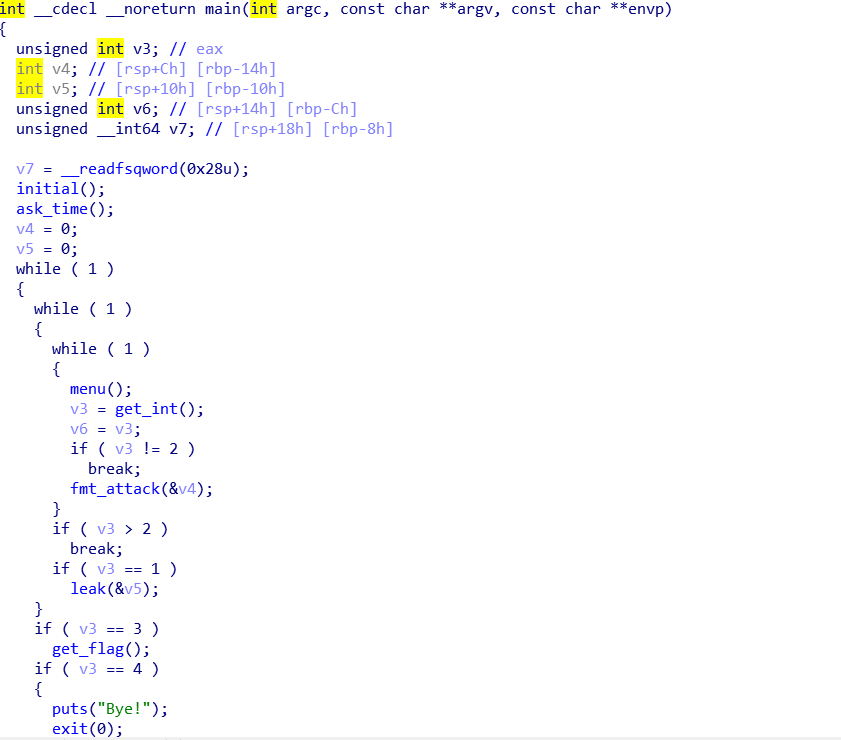 int __cdecl __noreturn main(int argc, const char **argv, const char **envp)
{
  unsigned int v3; // eax
  int v4; // [rsp+Ch] [rbp-14h]
  int v5; // [rsp+10h] [rbp-10h]
  unsigned int v6; // [rsp+14h] [rbp-Ch]
  unsigned __int64 v7; // [rsp+18h] [rbp-8h]

  v7 = __readfsqword(0x28u);
  initial();
  ask_time();
  v4 = 0;
  v5 = 0;
  while ( 1 )
  {
    while ( 1 )
    {
      while ( 1 )
      {
        menu();
        v3 = get_int();
        v6 = v3;
        if ( v3 != 2 )
          break;
        fmt_attack(&v4);
      }
      if ( v3 > 2 )
        break;
      if ( v3 == 1 )
        leak(&v5);
    }
    if ( v3 == 3 )
      get_flag();
    if ( v3 == 4 )
    {
      puts("Bye!");
      exit(0);